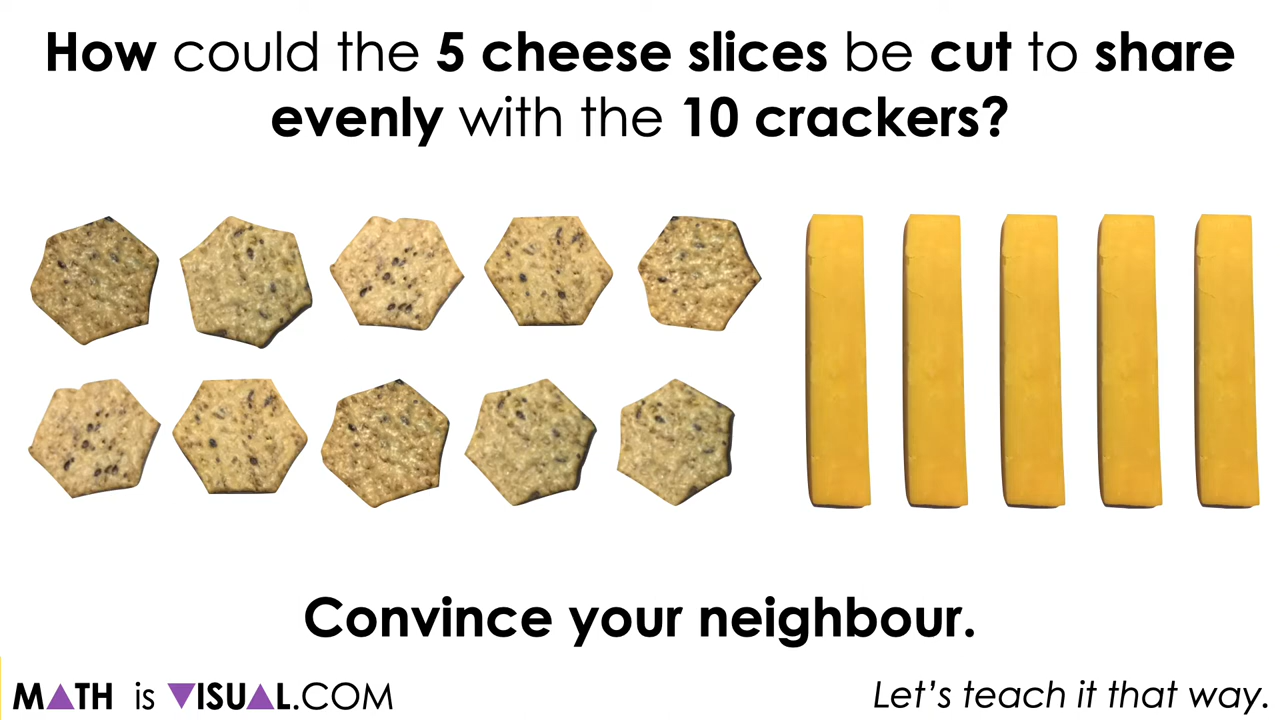 How could the 5 cheese slices be cut to share
evenly with the 10 crackers?
Convince your neighbour.
MATH is VISUAL.COM
Let's teach it that way.